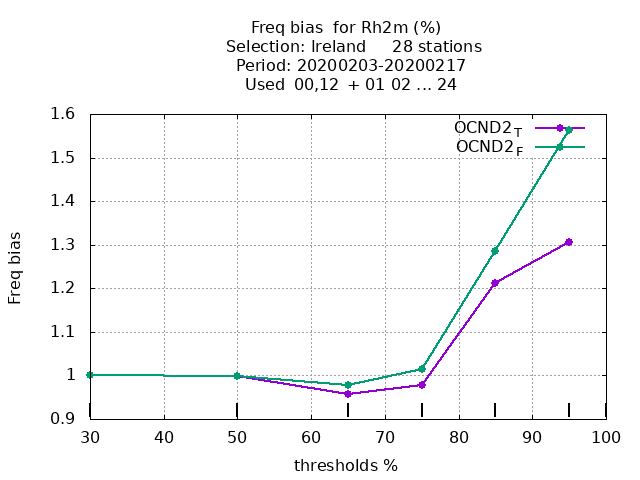 Freq bias  for Rh2m (%)
Selection: Ireland     28 stations
Period: 20200203-20200217
Used  00,12  + 01 02 ... 24
OCND2T
OCND2F
1.6
1.5
1.4
1.3
1.2
1.1
1
0.9
Freq bias
30 40 50 60 70 80 90 100
thresholds %